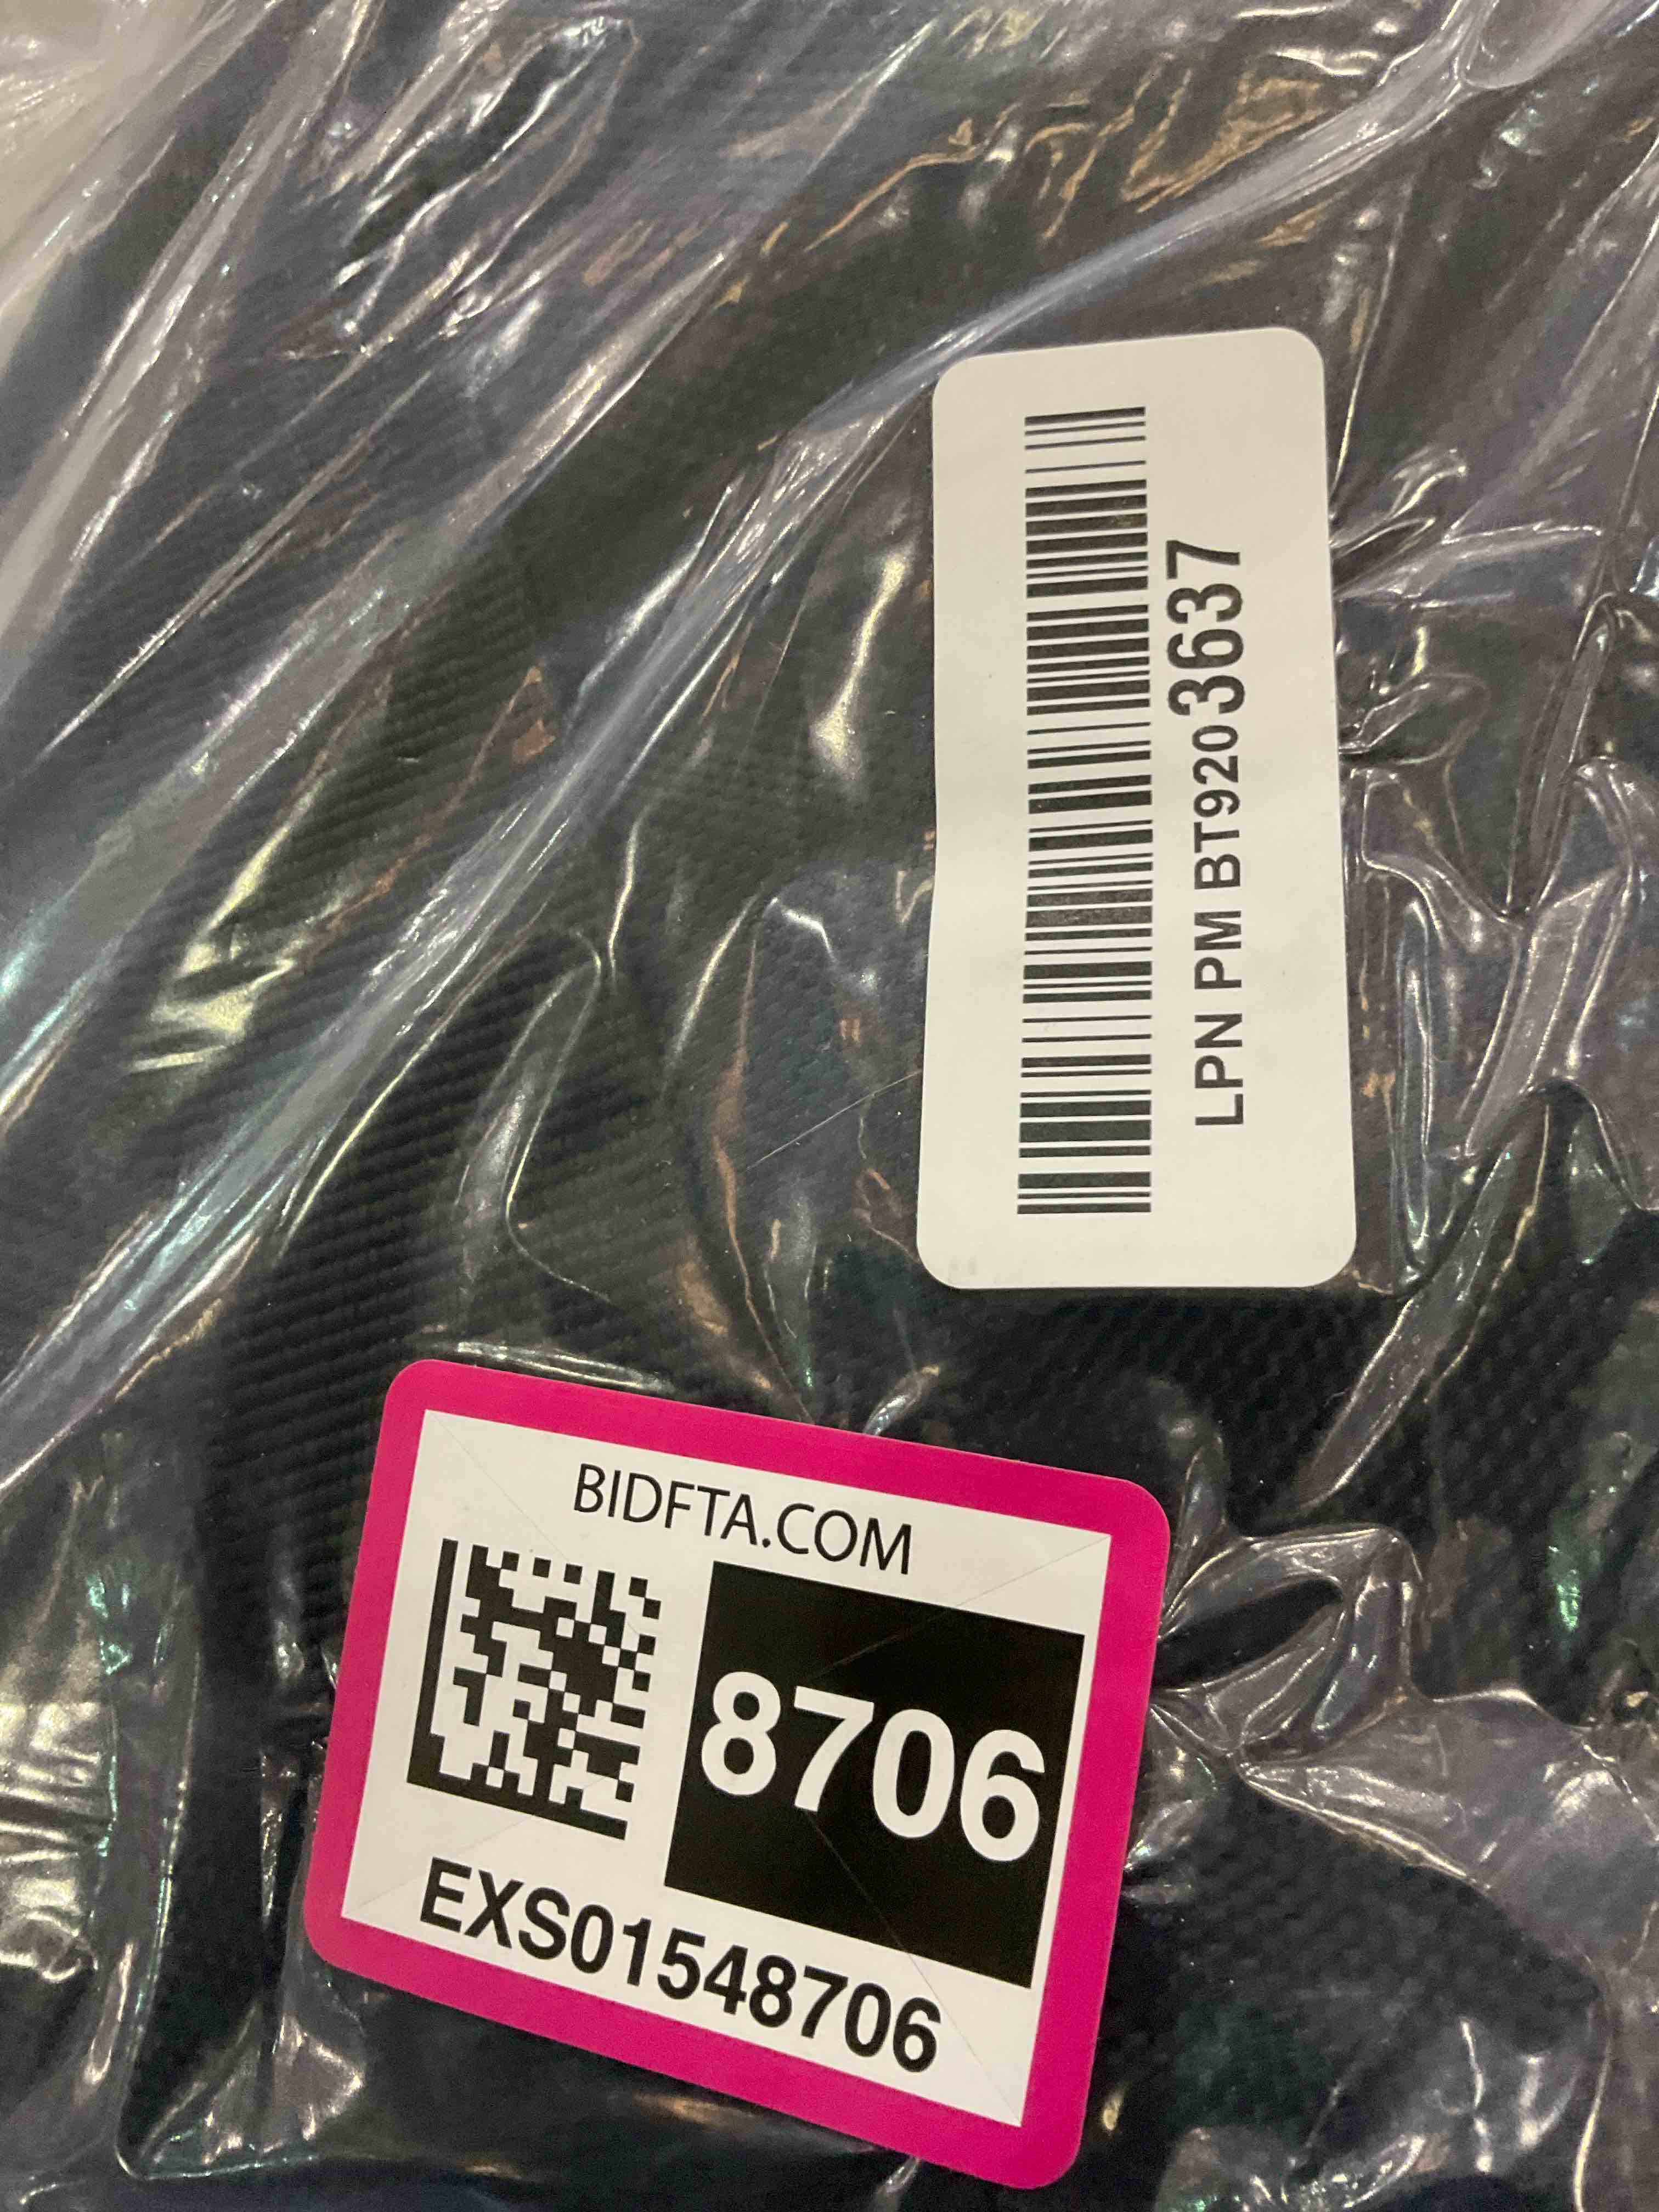 LPN PM BT9203637
BIDFTA.COM
8706
EXS01548706